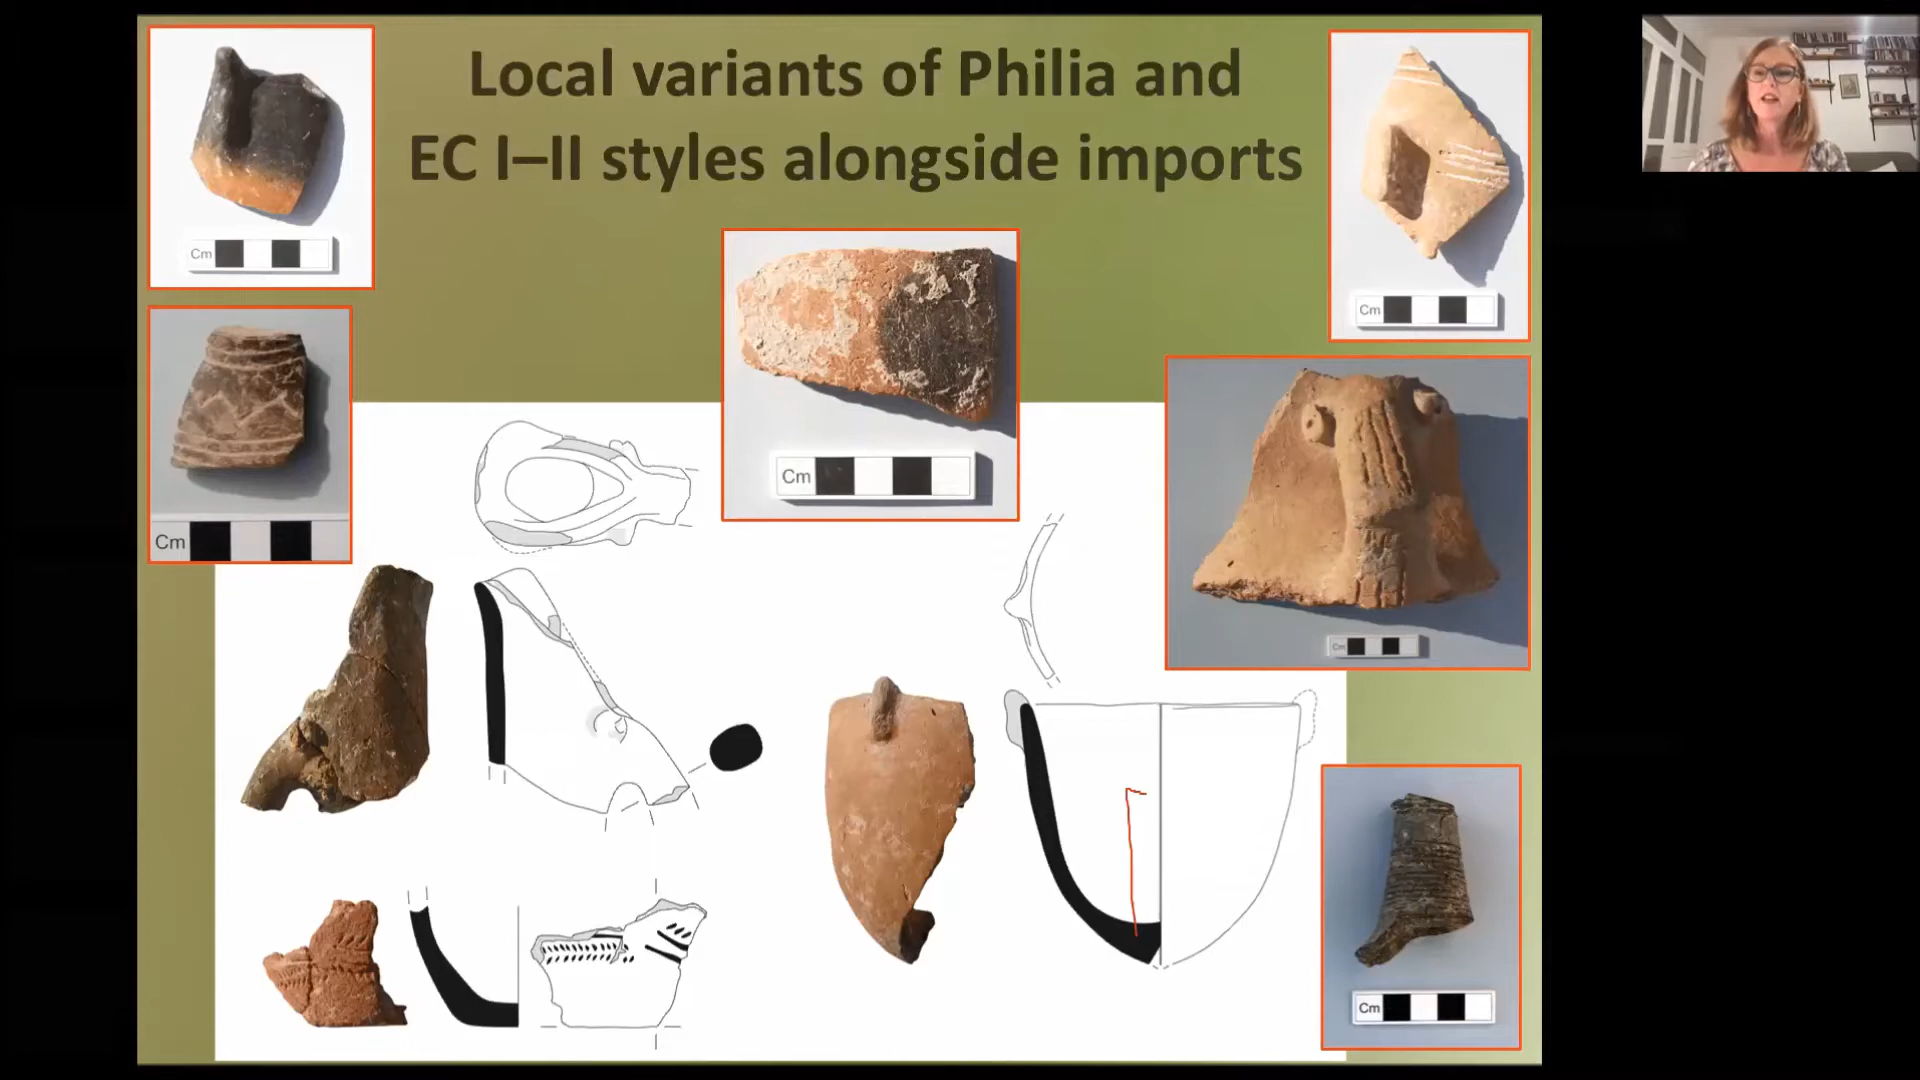 Local variants of Philia and
EC I–II styles alongside imports
Cm
Cm
Cm
Cm
Cm
Cm